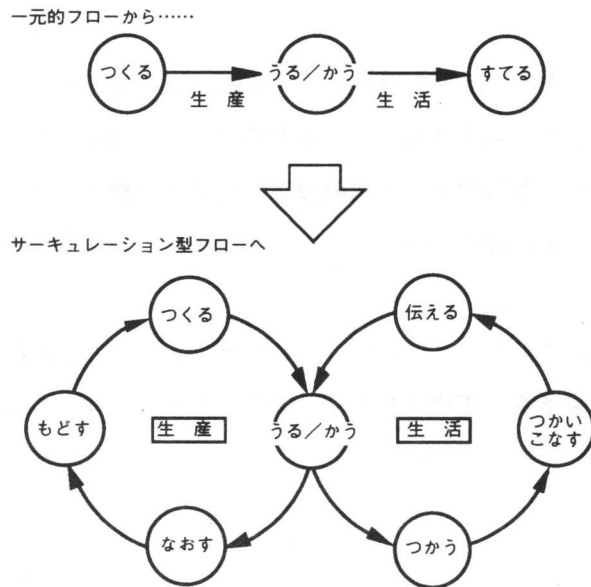 一元的フローから……
つくる
うる／かう
すてる
生　産
生　活
サーキュレーション型フローへ
つくる
伝える
もどす
生　産
うる／かう
生　活
つかい
こなす
なおす
つかう